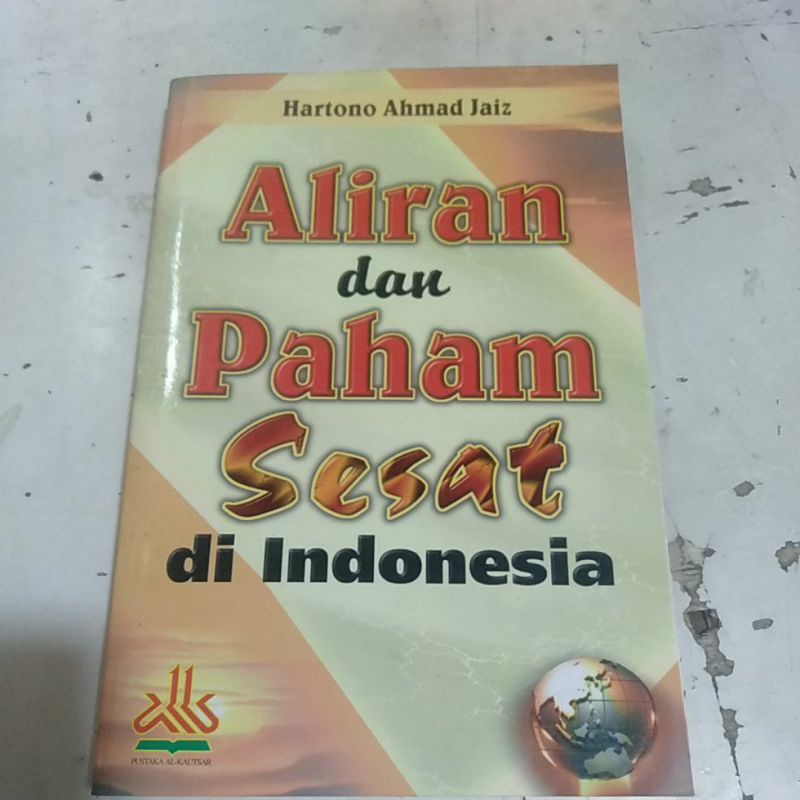 Hartono Ahmad Jaiz
Aliran
dan
Paham
Sesat
di Indonesia
PUSTAKA AL-KAUTSAR